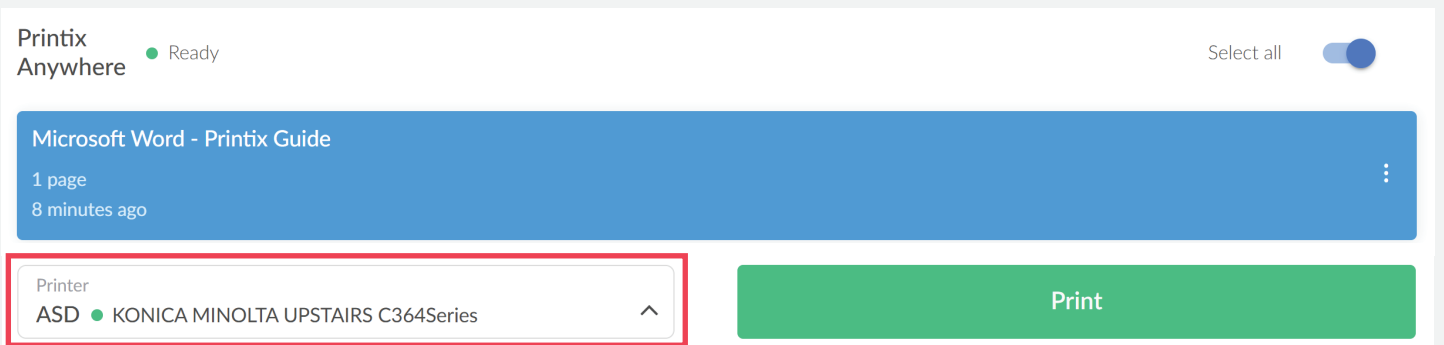 Printix
Anywhere
Ready
Select all
Microsoft Word - Printix Guide
1 page
8 minutes ago
Printer
ASD KONICA MINOLTA UPSTAIRS C364Series
Print